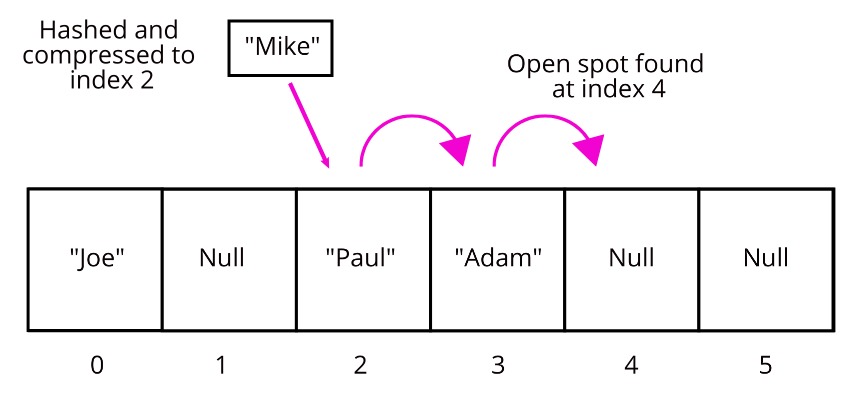 Hashed and
compressed to
index 2
"Mike"
Open spot found
at index 4
"Joe" Null "Paul" "Adam" Null Null
0 1 2 3 4 5